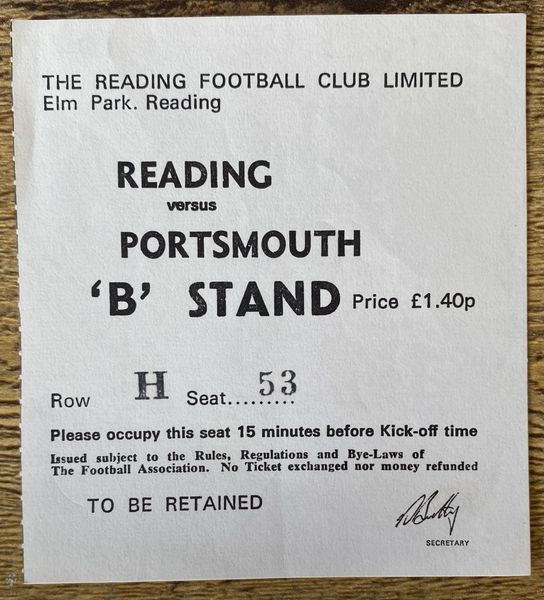 THE READING FOOTBALL CLUB LIMITED
Elm Park. Reading
READING
versus
PORTSMOUTH
'B' STAND Price £1.40p
Row H Seat.........53
Please occupy this seat 15 minutes before Kick-off time
Issued subject to the Rules, Regulations and Bye-Laws of
The Football Association. No Ticket exchanged nor money refunded
TO BE RETAINED
SECRETARY